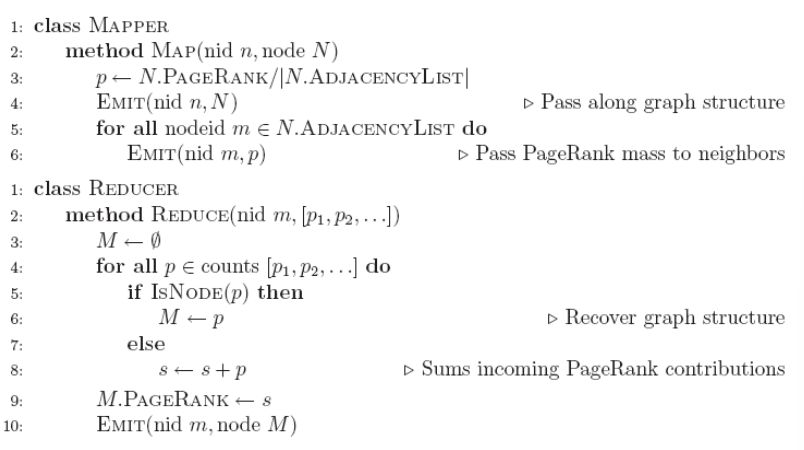 1: class MAPPER
2: method MAP(nid n, node N)
3: p ← N.PAGERANK/|N.ADJACENCYLIST|
4: EMIT(nid n, N) ▹ Pass along graph structure
5: for all nodeid m ∈ N.ADJACENCYLIST do
6: EMIT(nid m, p) ▹ Pass PageRank mass to neighbors
1: class REDUCER
2: method REDUCE(nid m, [p₁, p₂, . . .])
3: M ← ∅
4: for all p ∈ counts [p₁, p₂, . . .] do
5: if ISNODE(p) then
6: M ← p ▹ Recover graph structure
7: else
8: s ← s + p ▹ Sums incoming PageRank contributions
9: M.PAGERANK ← s
10: EMIT(nid m, node M)